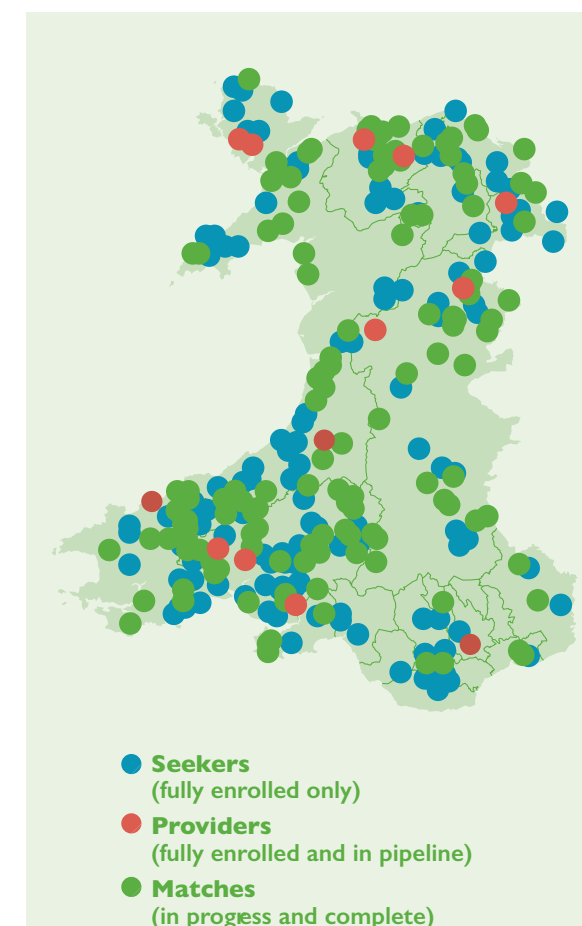 Seekers
(fully enrolled only)
Providers
(fully enrolled and in pipeline)
Matches
(in progress and complete)